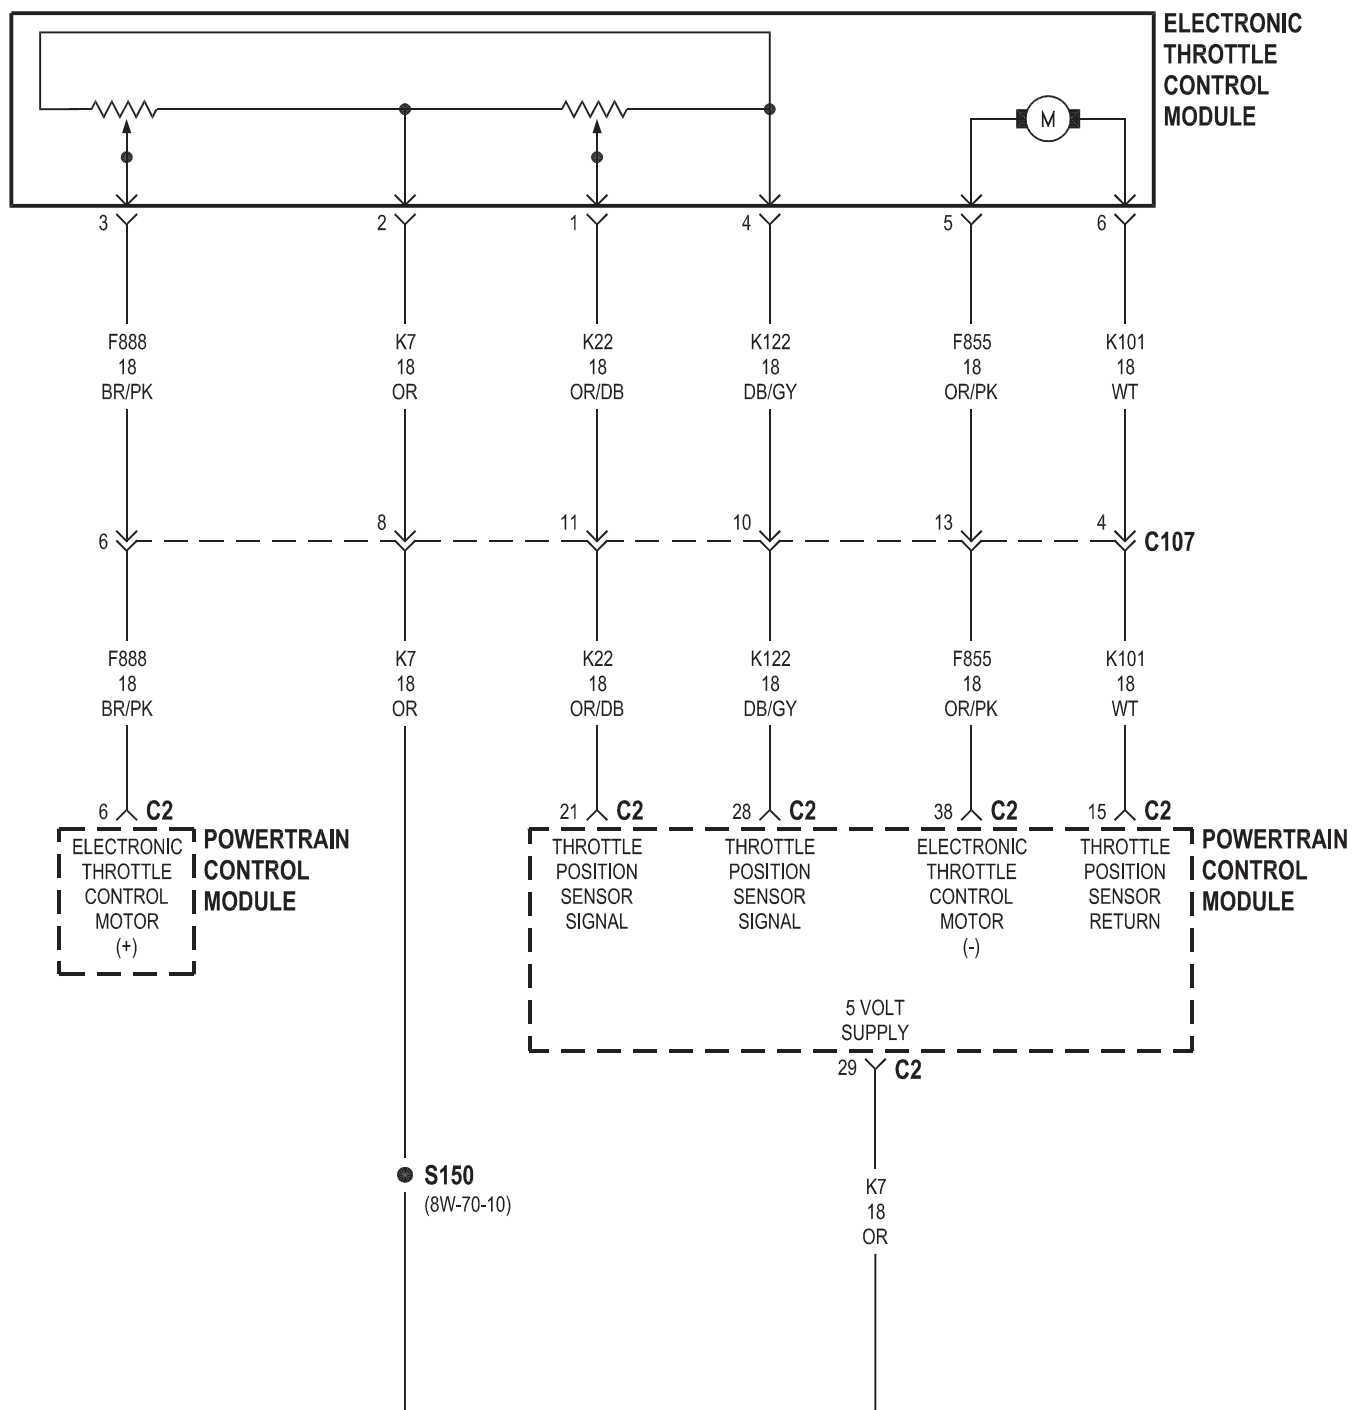 ELECTRONIC
THROTTLE
CONTROL
MODULE
M
3 2 1 4 5 6
F888 K7 K22 K122 F855 K101
18 18 18 18 18 18
BR/PK OR OR/DB DB/GY OR/PK WT
6 8 11 10 13 4 C107
F888 K7 K22 K122 F855 K101
18 18 18 18 18 18
BR/PK OR OR/DB DB/GY OR/PK WT
6 C2 21 C2 28 C2 38 C2 15 C2
ELECTRONIC
THROTTLE
CONTROL
MOTOR
(+)
POWERTRAIN
CONTROL
MODULE
THROTTLE
POSITION
SENSOR
SIGNAL
THROTTLE
POSITION
SENSOR
SIGNAL
ELECTRONIC
THROTTLE
CONTROL
MOTOR
(-)
THROTTLE
POSITION
SENSOR
RETURN
POWERTRAIN
CONTROL
MODULE
5 VOLT
SUPPLY
29 C2
S150
(8W-70-10)
K7
18
OR